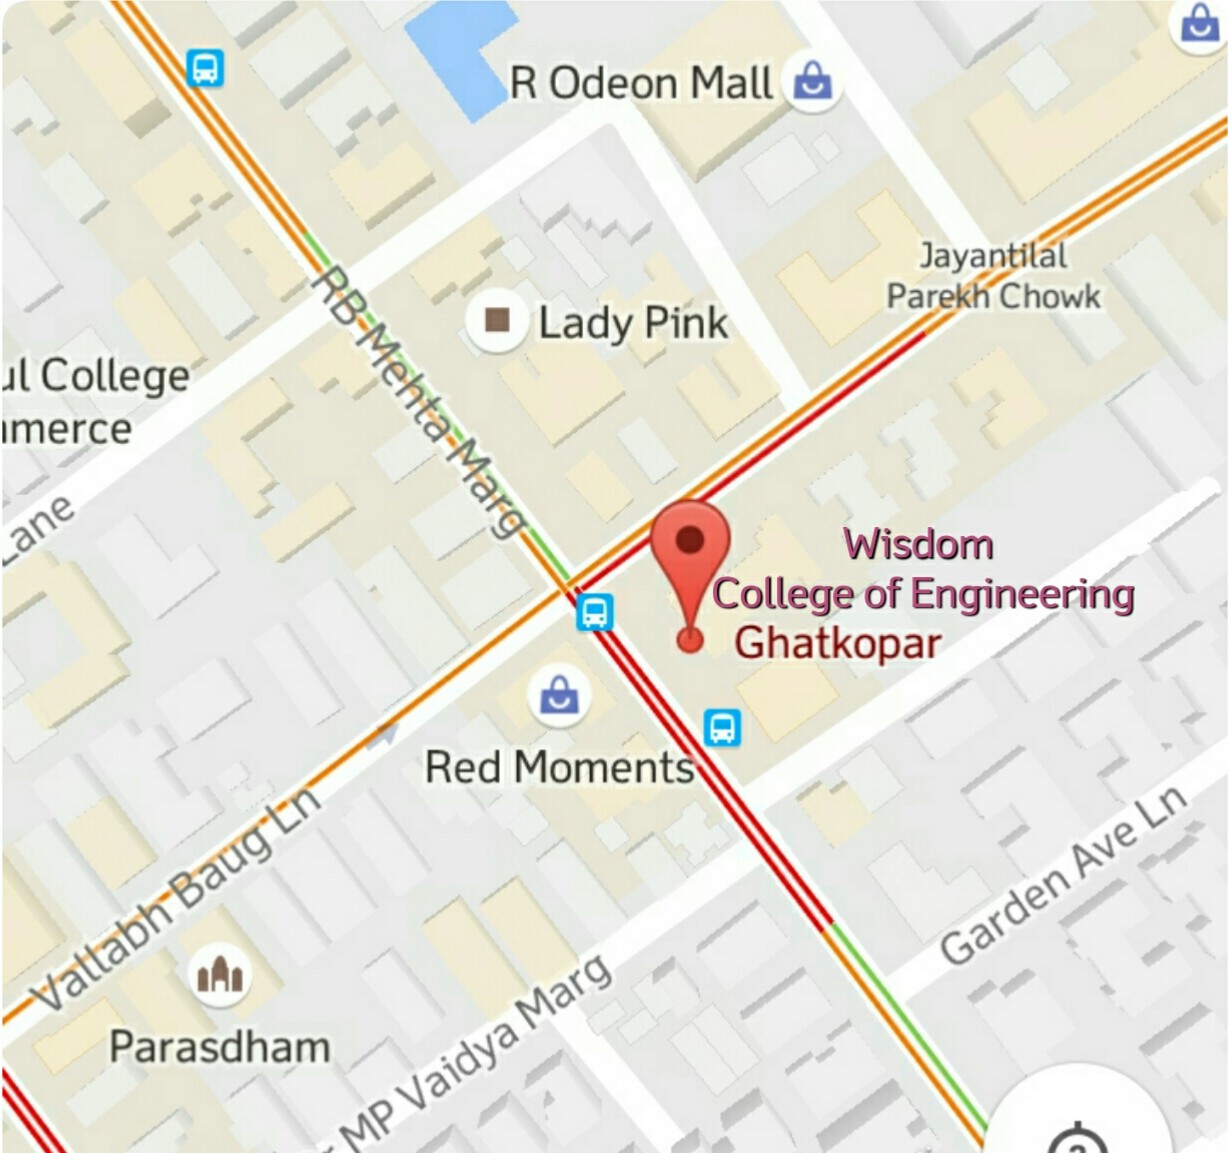 R Odeon Mall
Jayantilal
Parekh Chowk
RB Mehta Marg
Lady Pink
ul College
mmerce
Lane
Wisdom
College of Engineering
Ghatkopar
Red Moments
Vallabh Baug Ln
Garden Ave Ln
Parasdham
MP Vaidya Marg